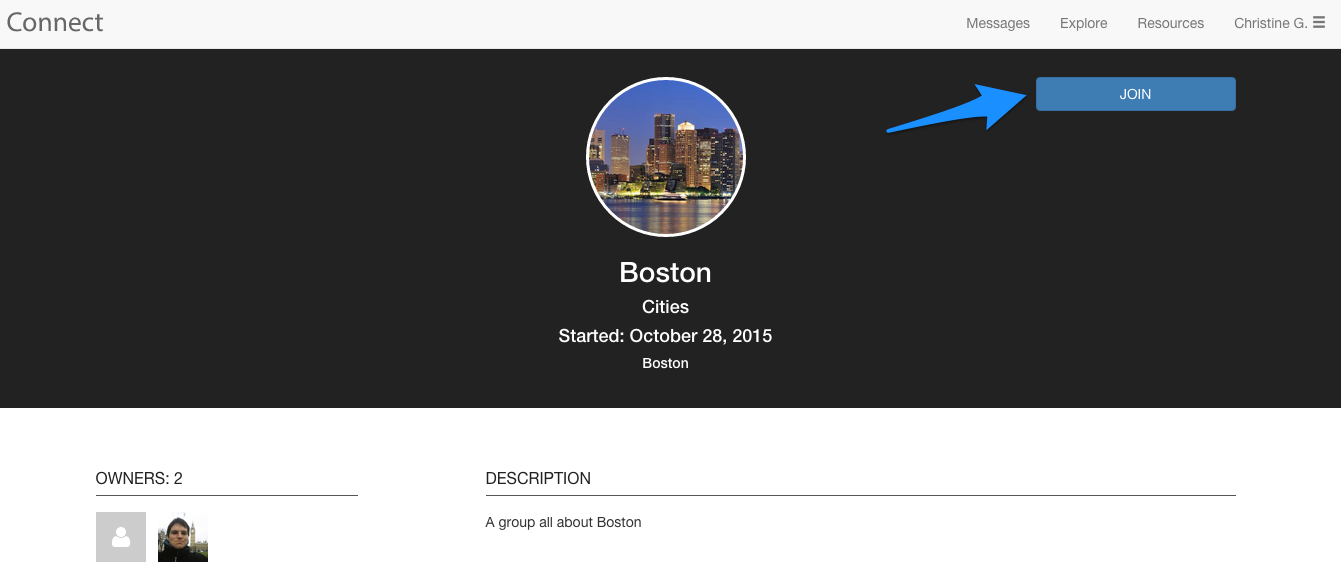 Connect
Messages Explore Resources Christine G.
JOIN
Boston
Cities
Started: October 28, 2015
Boston
OWNERS: 2
DESCRIPTION
A group all about Boston